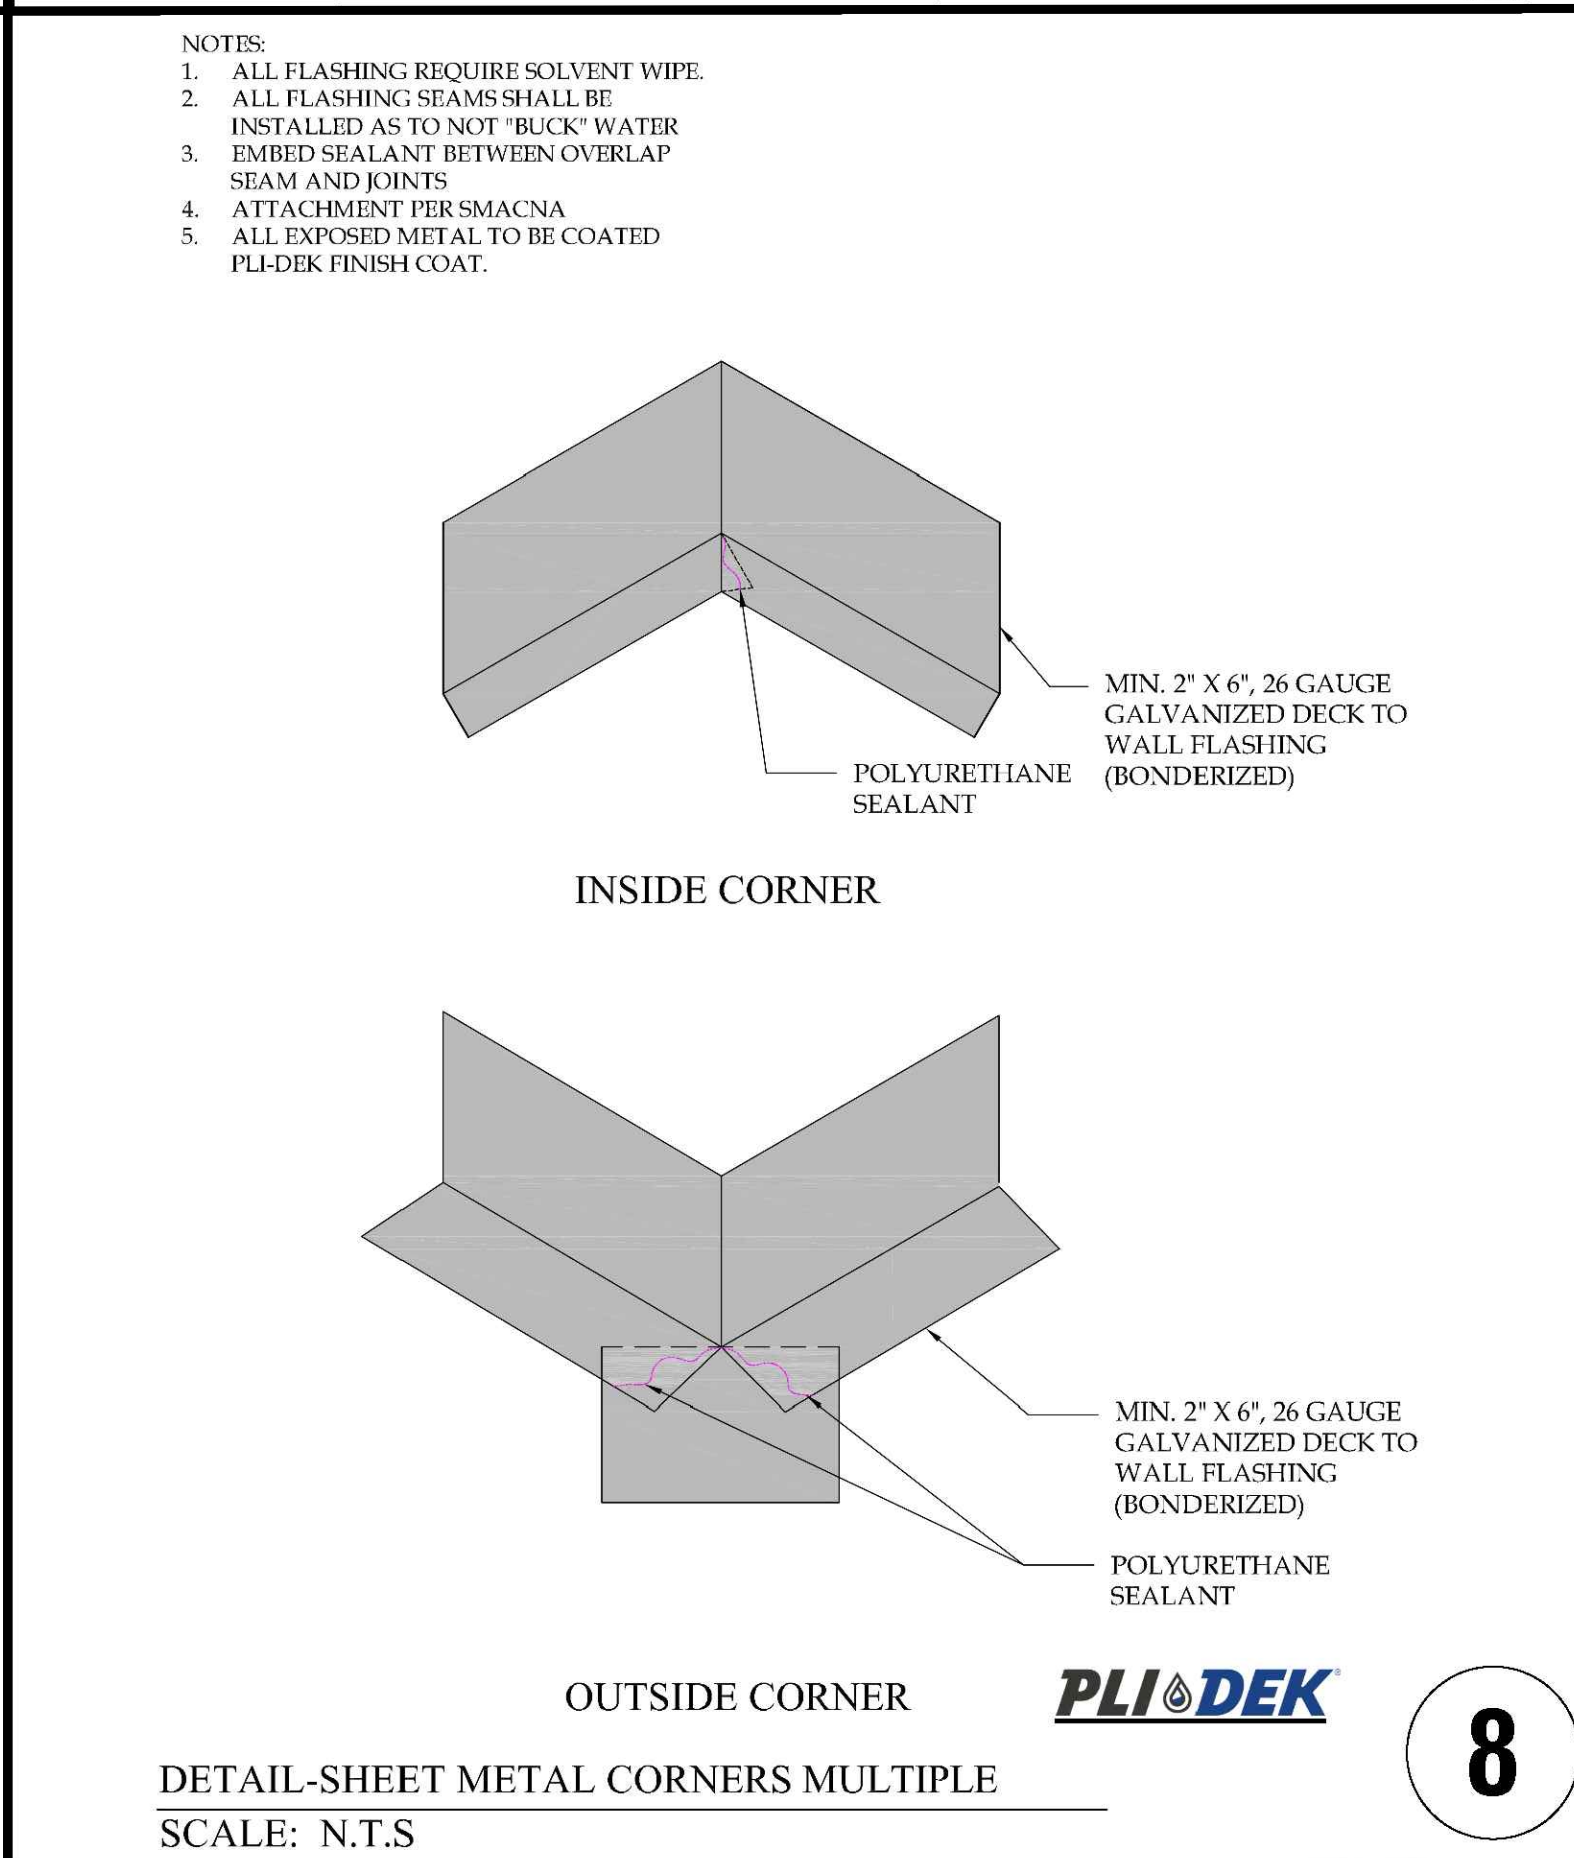 NOTES:
1. ALL FLASHING REQUIRE SOLVENT WIPE.
2. ALL FLASHING SEAMS SHALL BE
INSTALLED AS TO NOT "BUCK" WATER
3. EMBED SEALANT BETWEEN OVERLAP
SEAM AND JOINTS
4. ATTACHMENT PER SMACNA
5. ALL EXPOSED METAL TO BE COATED
PLI-DEK FINISH COAT.
MIN. 2" X 6", 26 GAUGE
GALVANIZED DECK TO
WALL FLASHING
(BONDERIZED)
POLYURETHANE
SEALANT
INSIDE CORNER
MIN. 2" X 6", 26 GAUGE
GALVANIZED DECK TO
WALL FLASHING
(BONDERIZED)
POLYURETHANE
SEALANT
OUTSIDE CORNER
PLI DEK®
8
DETAIL-SHEET METAL CORNERS MULTIPLE
SCALE: N.T.S